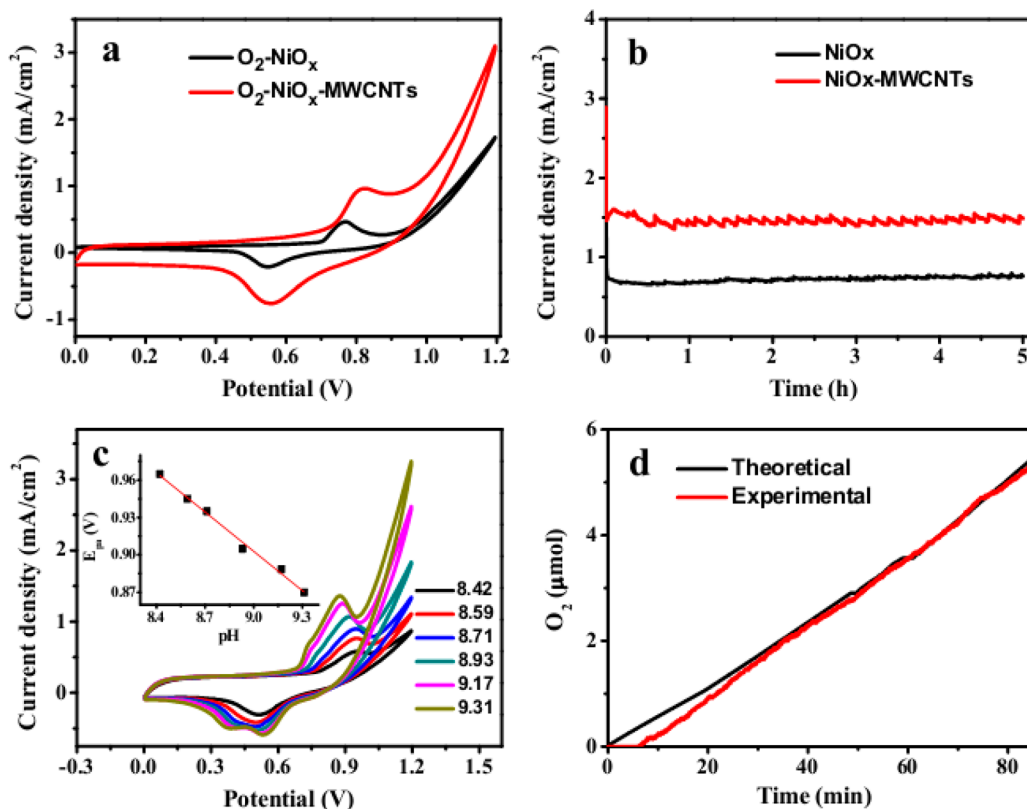 a
O₂-NiOₓ
O₂-NiOₓ-MWCNTs
Current density (mA/cm²)
3
2
1
0
-1
0.0 0.2 0.4 0.6 0.8 1.0 1.2
Potential (V)
b
NiOx
NiOx-MWCNTs
Current density (mA/cm²)
4
3
2
1
0
0 1 2 3 4 5
Time (h)
c
Current density (mA/cm²)
3
2
1
0
-0.3 0.0 0.3 0.6 0.9 1.2 1.5
Potential (V)
E_pa (V)
0.96
0.93
0.90
0.87
8.4 8.7 9.0 9.3
pH
8.42
8.59
8.71
8.93
9.17
9.31
d
Theoretical
Experimental
O₂ (μmol)
6
4
2
0
0 20 40 60 80
Time (min)